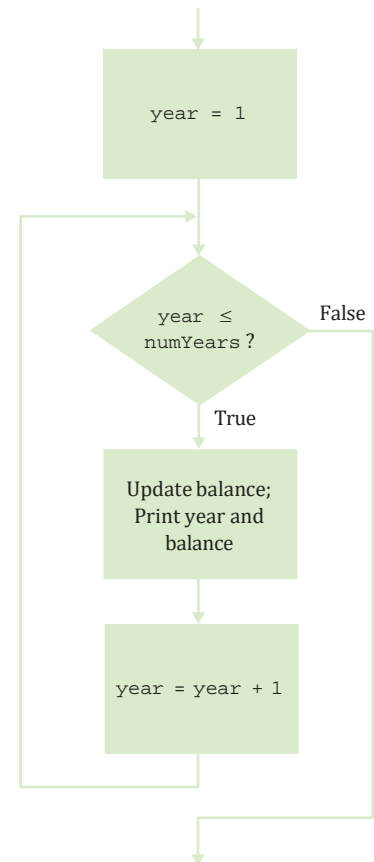 year = 1
year ≤
numYears ?
False
True
Update balance;
Print year and
balance
year = year + 1